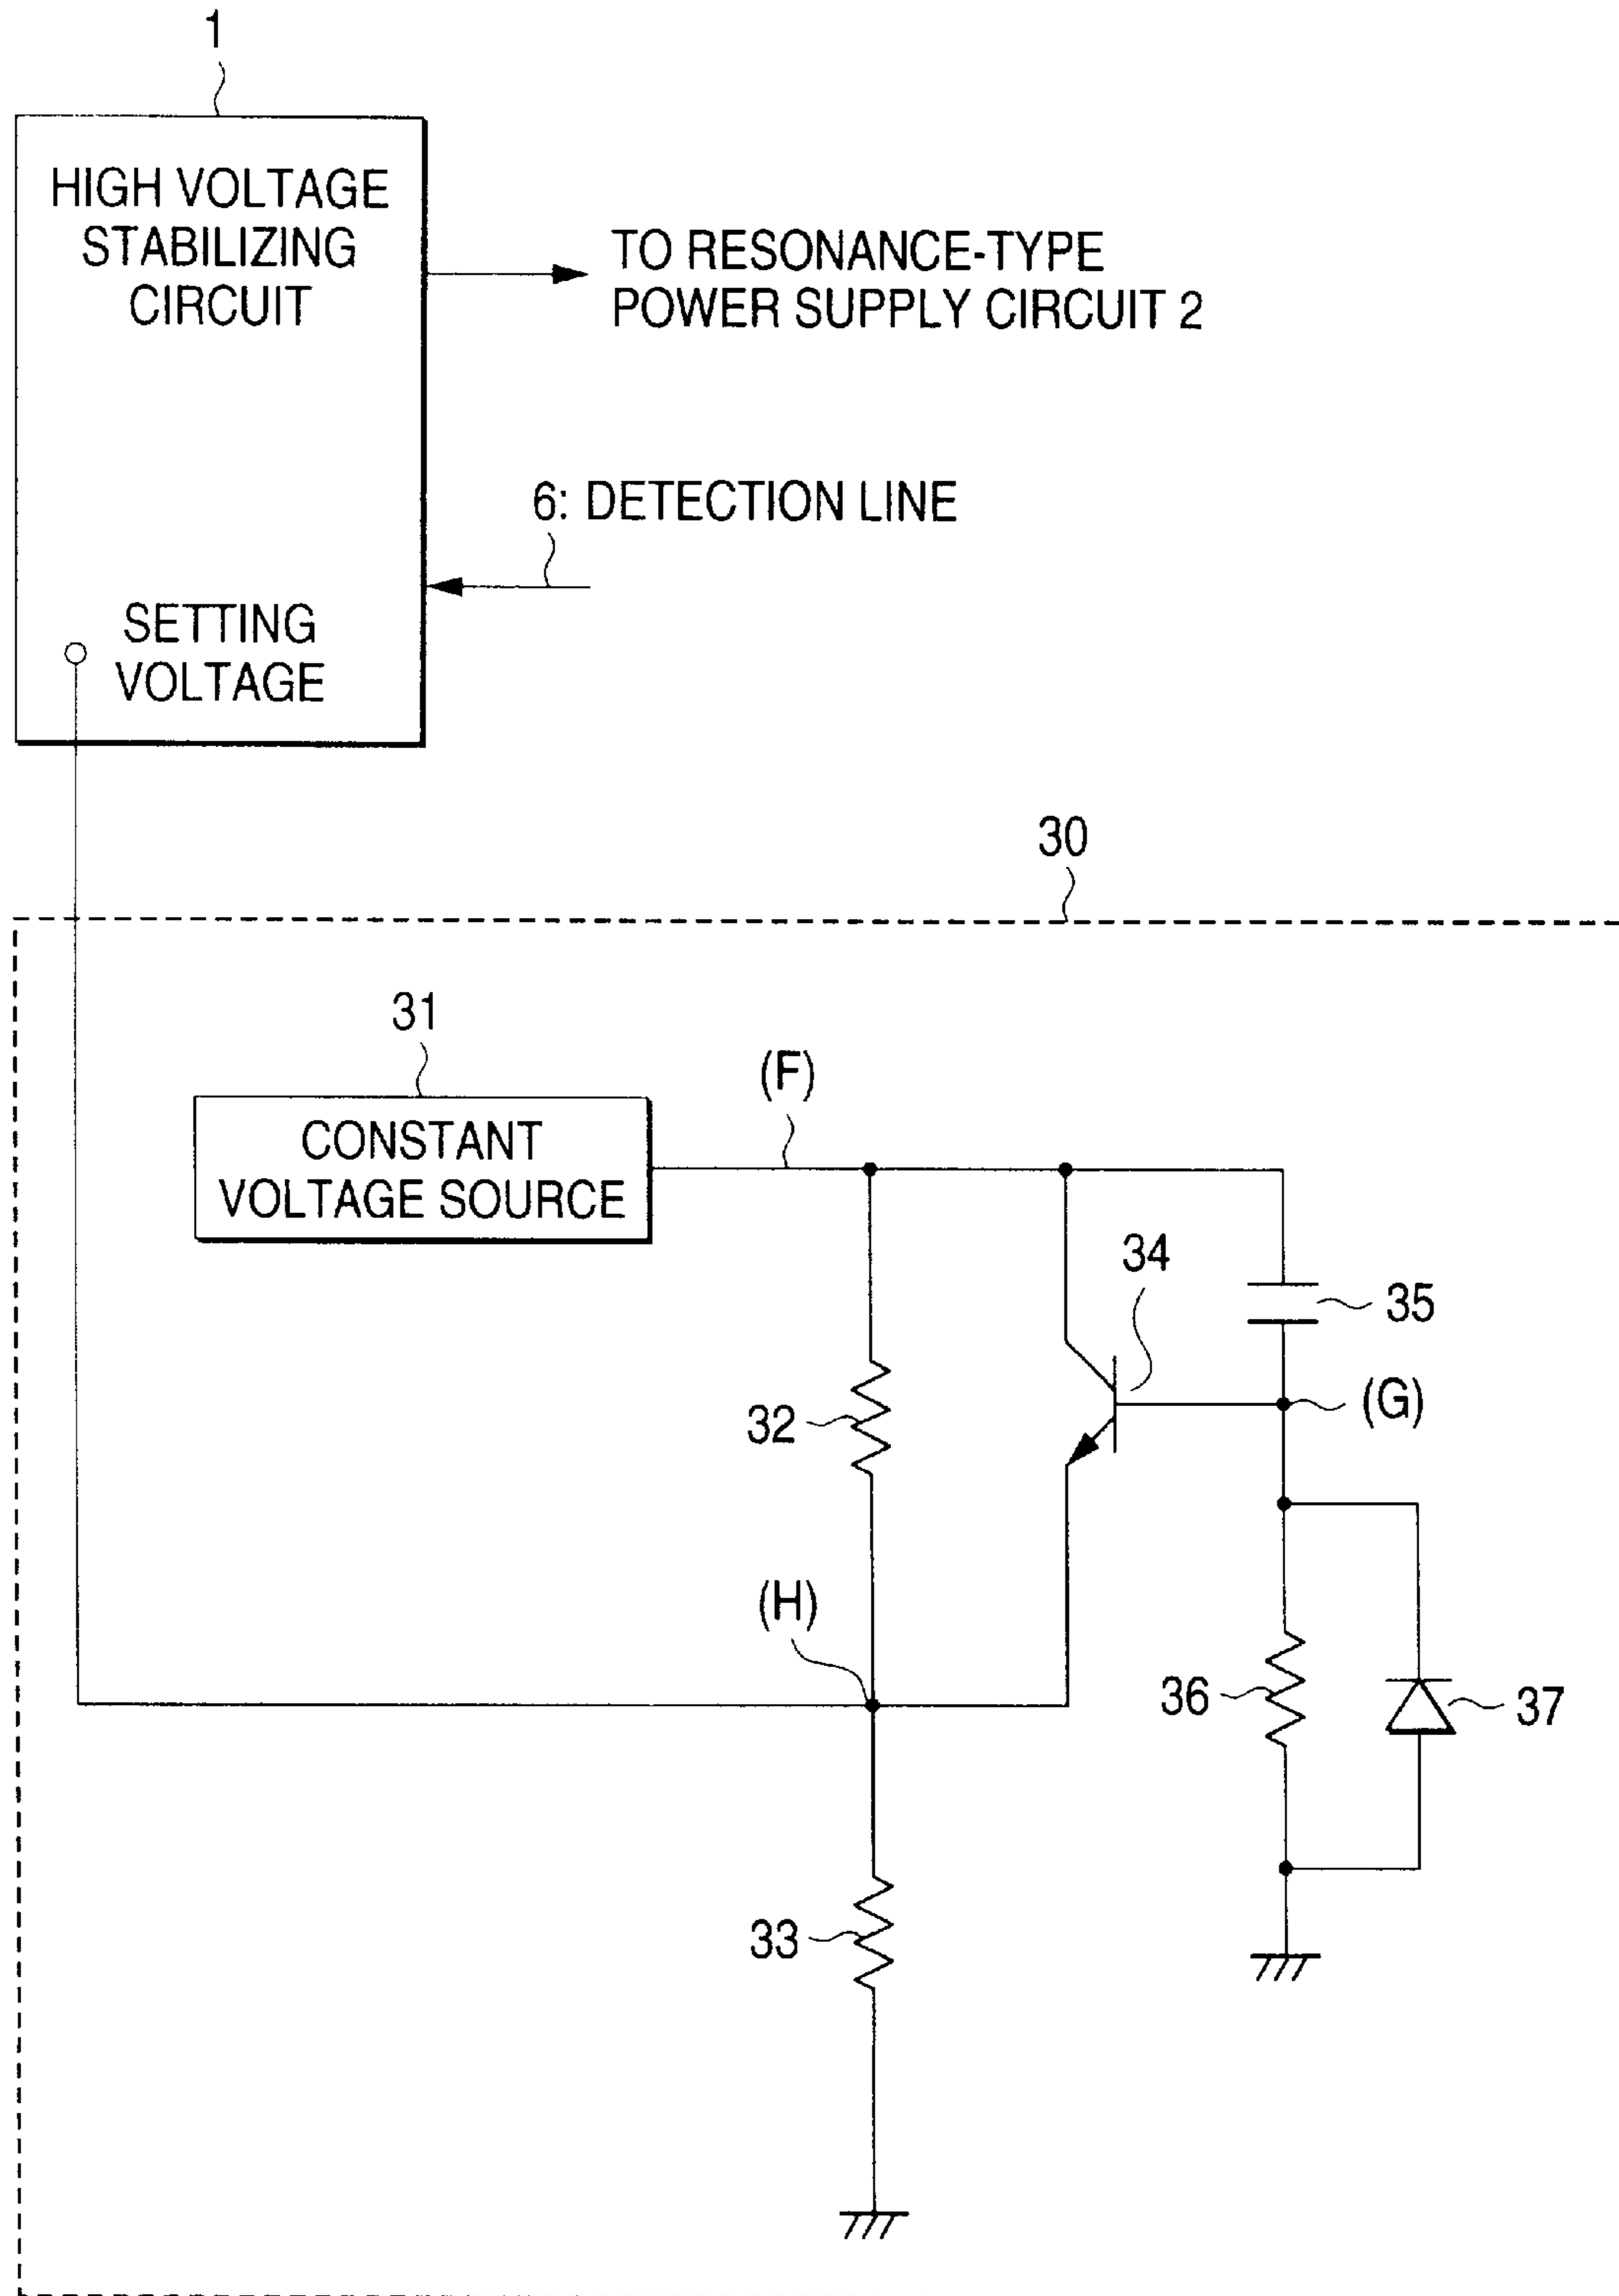 1
HIGH VOLTAGE
STABILIZING
CIRCUIT
TO RESONANCE-TYPE
POWER SUPPLY CIRCUIT 2
6: DETECTION LINE
SETTING
VOLTAGE
30
31
CONSTANT
VOLTAGE SOURCE
(F)
34
35
32
(G)
(H)
36
37
33